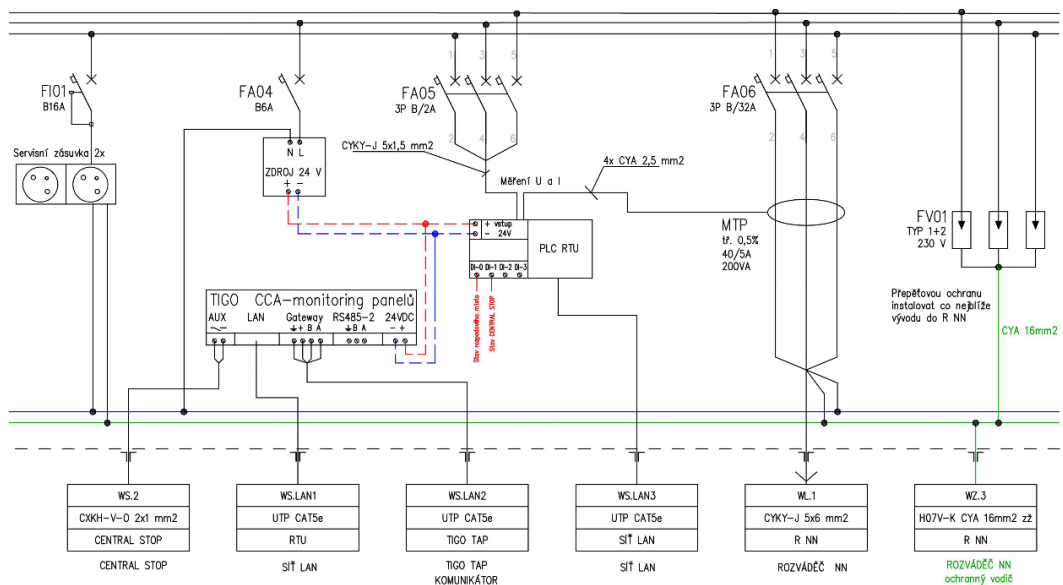 FI01
B16A
Servisní zásuvka 2x
FA04
B6A
N L
ZDROJ 24 V
+ −
1 3 5
FA05
3P B/2A
2 4 6
CYKY-J 5x1,5 mm2
Měření U a I
4x CYA 2,5 mm2
+ vstup
− 24V
PLC RTU
DI-0 DI-1 DI-2 DI-3
Stav rozpadového místa
Stav CENTRAL STOP
1 3 5
FA06
3P B/32A
2 4 6
MTP
tř. 0,5%
40/5A
200VA
FV01
TYP 1+2
230 V
Přepěťovou ochranu
instalovat co nejblíže
vývodu do R NN
CYA 16mm2
TIGO CCA-monitoring panelů
AUX LAN Gateway RS485-2 24VDC
+ B A B A − +
WS.2
CXKH-V-O 2x1 mm2
CENTRAL STOP
CENTRAL STOP
WS.LAN1
UTP CAT5e
RTU
SÍŤ LAN
WS.LAN2
UTP CAT5e
TIGO TAP
TIGO TAP
KOMUNIKÁTOR
WS.LAN3
UTP CAT5e
SÍŤ LAN
SÍŤ LAN
WL.1
CYKY-J 5x6 mm2
R NN
ROZVÁDĚČ NN
WZ.3
H07V-K CYA 16mm2 zž
R NN
ROZVÁDĚČ NN
ochranný vodič